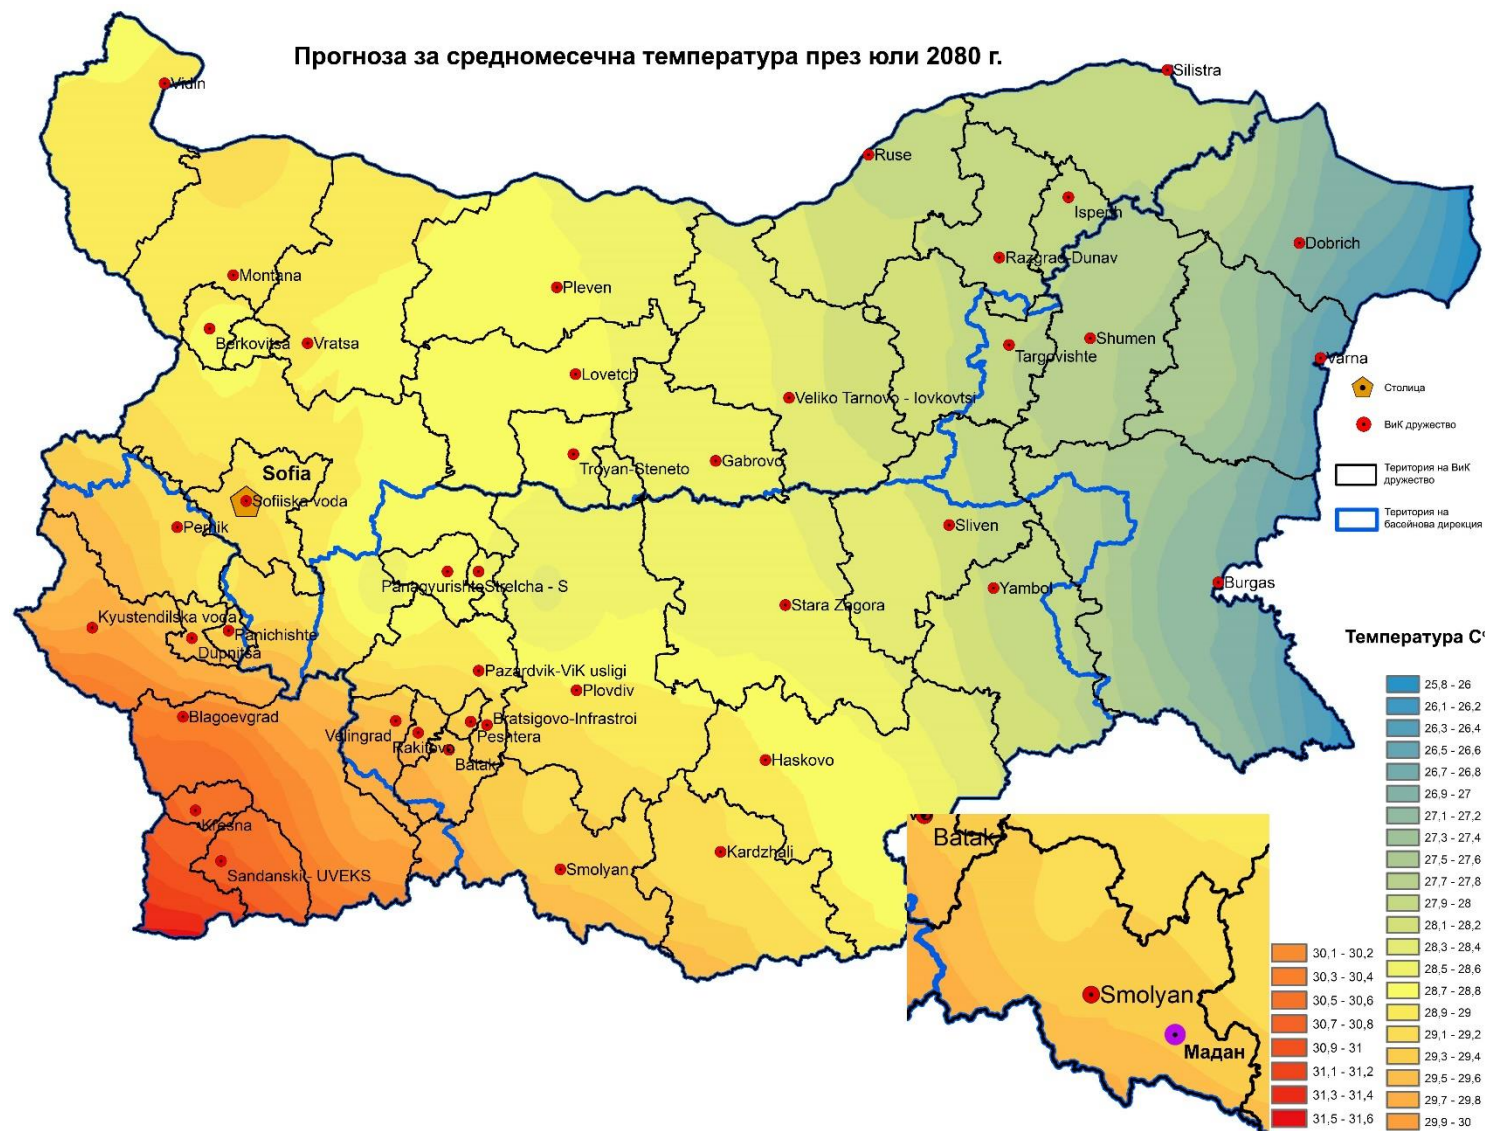 Прогноза за средномесечна температура през юли 2080 г.
Silistra
Vidin
Ruse
Isperih
Dobrich
Razgrad-Dunav
Montana
Pleven
Berkovitsa
Vratsa
Shumen
Targovishte
Varna
Lovetch
Veliko Tarnovo - Iovkovtsi
Troyan-Steneto
Gabrovo
Sofia
Sofiiska voda
Pernik
Sliven
Panagyurishte
Strelcha - S
Yambol
Burgas
Stara Zagora
Kyustendilska voda
Panichishte
Dupnitsa
Pazardvik-ViK usligi
Plovdiv
Blagoevgrad
Bratsigovo-Infrastroi
Velingrad
Peshtera
Rakitovo
Batak
Haskovo
Kresna
Kardzhali
Smolyan
Sandanski - UVEKS
Столица
ВиК дружество
Територия на ВиК
дружество
Територия на
басейнова дирекция
Температура С°
25,8 - 26
26,1 - 26,2
26,3 - 26,4
26,5 - 26,6
26,7 - 26,8
26,9 - 27
27,1 - 27,2
27,3 - 27,4
27,5 - 27,6
27,7 - 27,8
27,9 - 28
28,1 - 28,2
28,3 - 28,4
28,5 - 28,6
28,7 - 28,8
28,9 - 29
29,1 - 29,2
29,3 - 29,4
29,5 - 29,6
29,7 - 29,8
29,9 - 30
30,1 - 30,2
30,3 - 30,4
30,5 - 30,6
30,7 - 30,8
30,9 - 31
31,1 - 31,2
31,3 - 31,4
31,5 - 31,6
Batak
Smolyan
Мадан